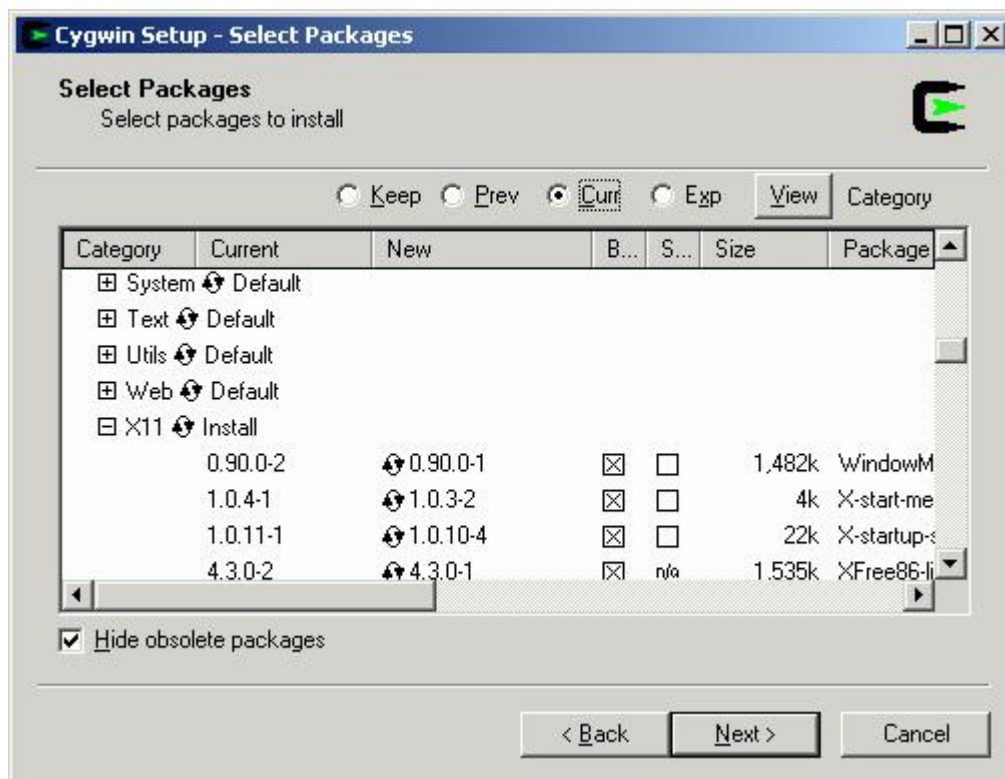 Cygwin Setup - Select Packages
Select Packages
Select packages to install
Keep Prev Curr Exp View Category
Category Current New B... S... Size Package
System Default
Text Default
Utils Default
Web Default
X11 Install
0.90.0-2 0.90.0-1 1,482k WindowM
1.0.4-1 1.0.3-2 4k X-start-me
1.0.11-1 1.0.10-4 22k X-startup-s
4.3.0-2 4.3.0-1 n/a 1,535k XFree86-li
Hide obsolete packages
< Back Next > Cancel